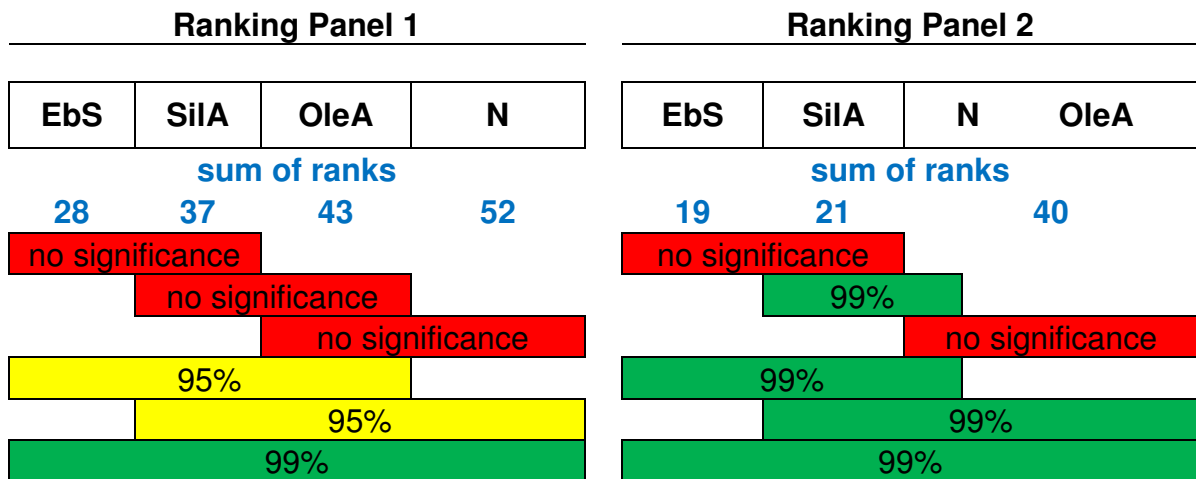 Ranking Panel 1
EbS SilA OleA N
sum of ranks
28 37 43 52
no significance
no significance
no significance
95%
95%
99%
Ranking Panel 2
EbS SilA N OleA
sum of ranks
19 21 40
no significance
99%
no significance
99%
99%
99%